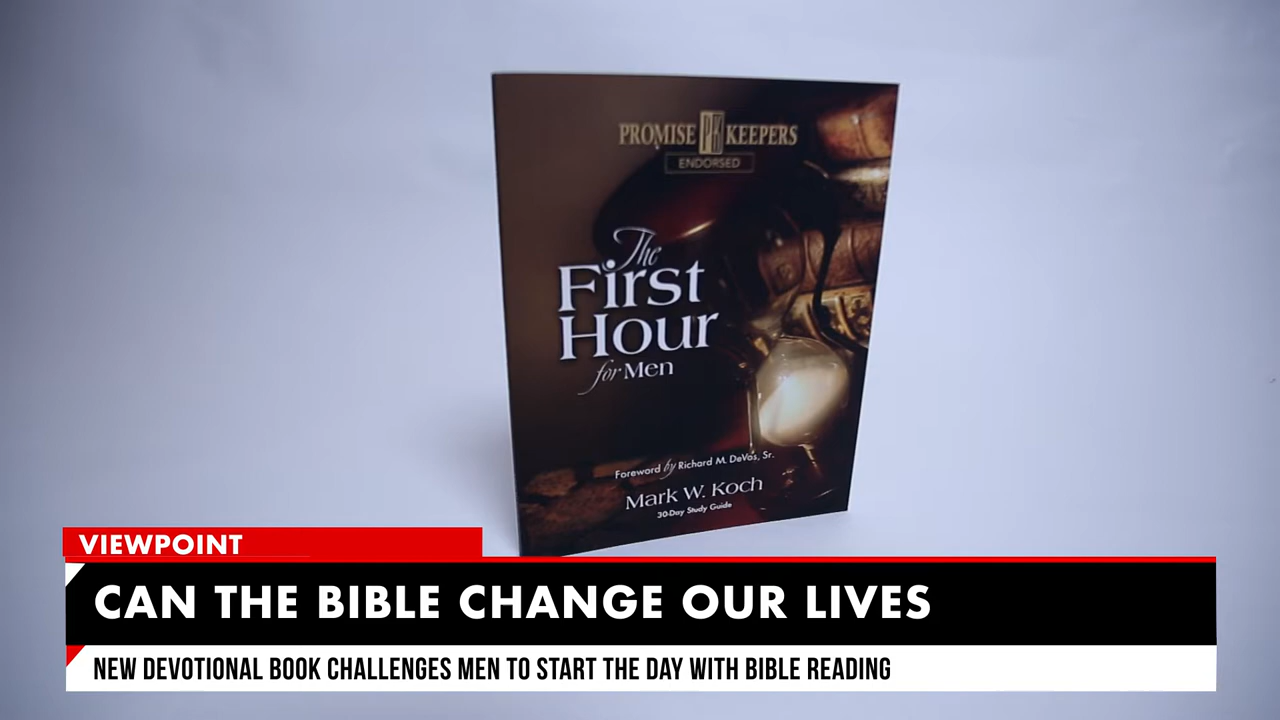 PROMISE PK KEEPERS
ENDORSED
The
First
Hour
for Men
Foreword by Richard M. DeVos, Sr.
Mark W. Koch
30-Day Study Guide
VIEWPOINT
CAN THE BIBLE CHANGE OUR LIVES
NEW DEVOTIONAL BOOK CHALLENGES MEN TO START THE DAY WITH BIBLE READING